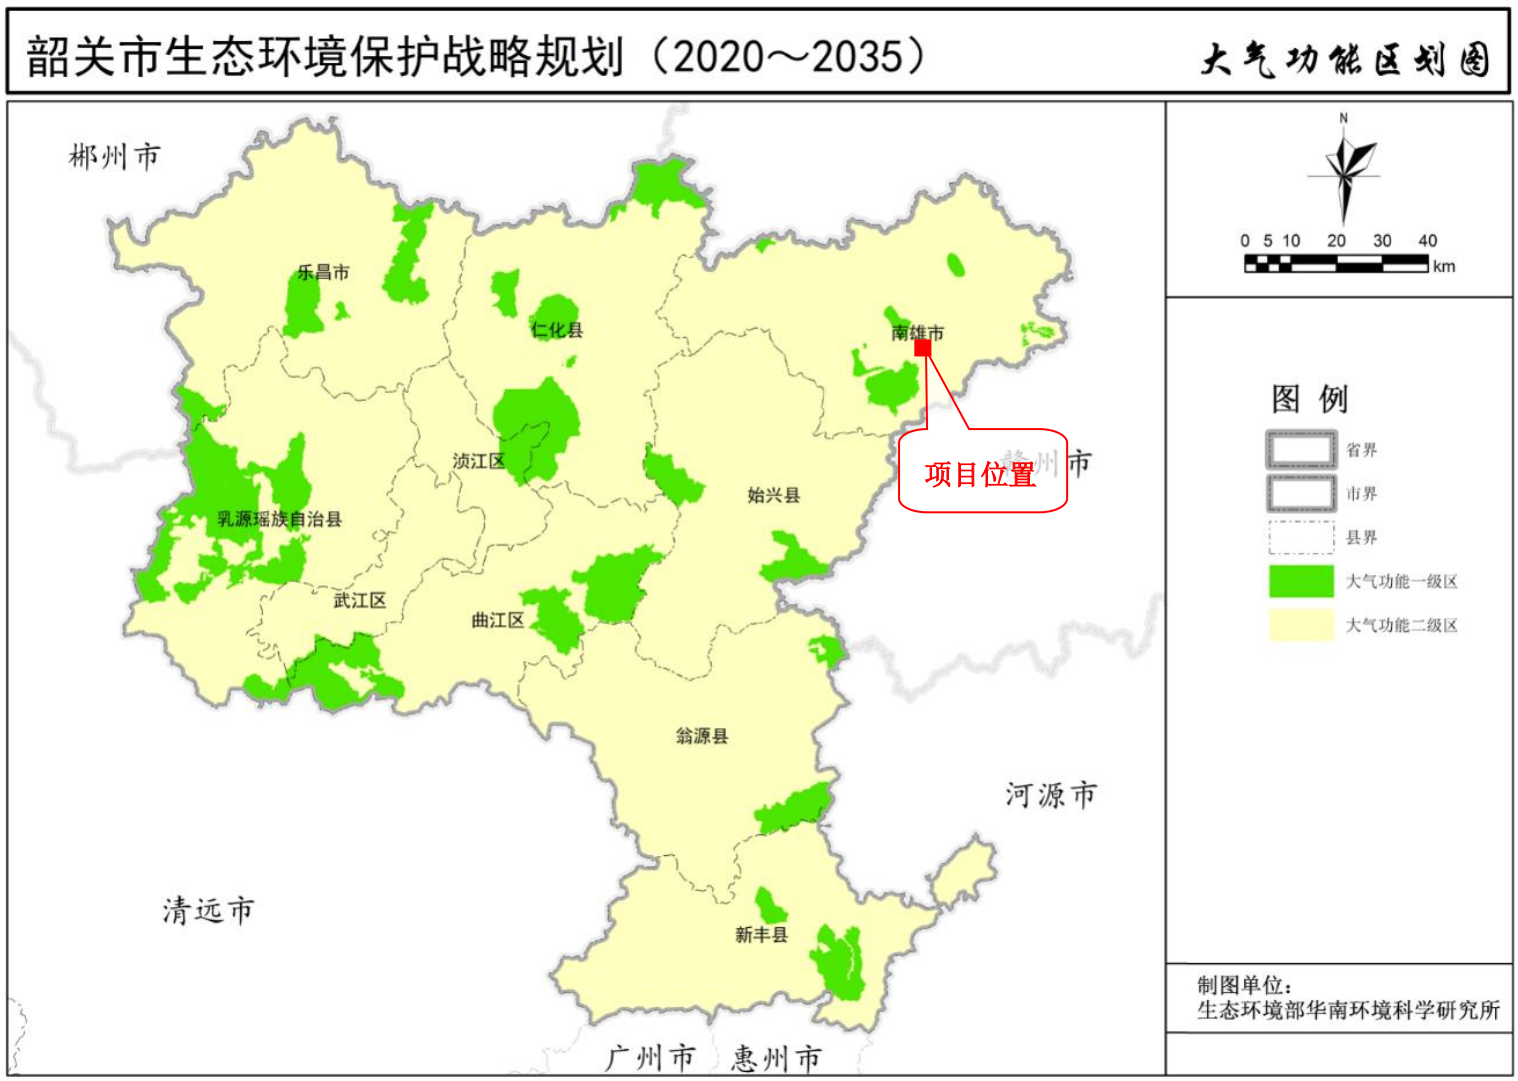 韶关市生态环境保护战略规划（2020～2035）
大气功能区划图
郴州市
N
0 5 10 20 30 40
km
乐昌市
仁化县
南雄市
图 例
省界
市界
县界
大气功能一级区
大气功能二级区
浈江区
赣州市
项目位置
始兴县
乳源瑶族自治县
武江区
曲江区
翁源县
河源市
清远市
新丰县
制图单位：
生态环境部华南环境科学研究所
广州市
惠州市